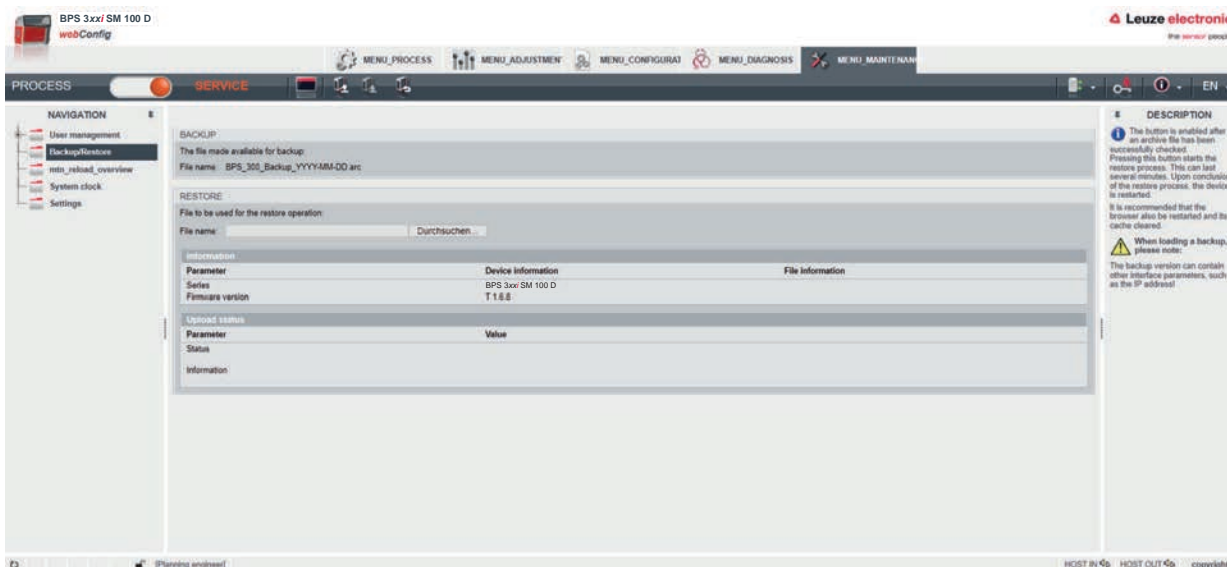 BPS 3xxi SM 100 D
webConfig
Leuze electronic
the sensor people
MENU_PROCESS
MENU_ADJUSTMEN
MENU_CONFIGURAT
MENU_DIAGNOSIS
MENU_MAINTENAN
PROCESS
SERVICE
EN
NAVIGATION
User management
Backup/Restore
mtn_reload_overview
System clock
Settings
BACKUP
The file made available for backup:
File name: BPS_300_Backup_YYYY-MM-DD.arc
RESTORE
File to be used for the restore operation:
File name: Durchsuchen...
Information
Parameter Device information File information
Series BPS 3xxi SM 100 D
Firmware version T 1.6.8
Upload status
Parameter Value
Status
Information
DESCRIPTION
The button is enabled after
an archive file has been
successfully checked.
Pressing this button starts the
restore process. This can last
several minutes. Upon conclusion
of the restore process, the device
is restarted.
It is recommended that the
browser also be restarted and its
cache cleared.
When loading a backup,
please note:
The backup version can contain
other interface parameters, such
as the IP address!
[Planning engineer]
HOST IN
HOST OUT
copyright